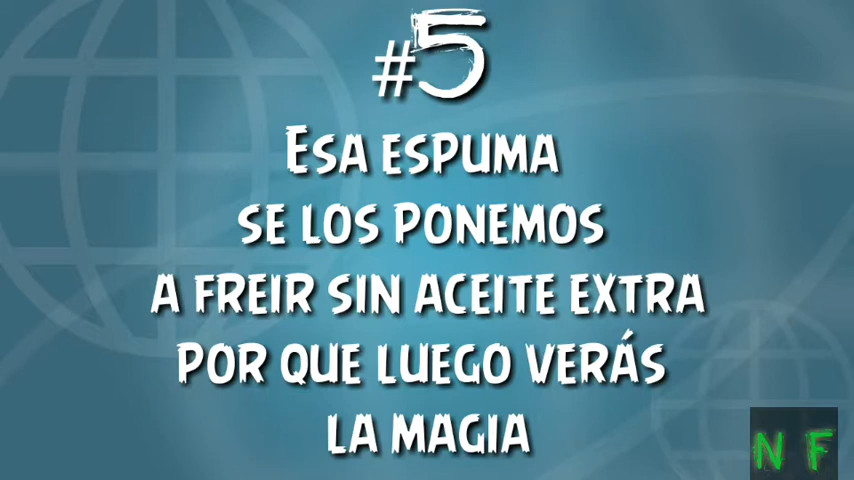 #5
ESA ESPUMA
SE LOS PONEMOS
A FREIR SIN ACEITE EXTRA
POR QUE LUEGO VERÁS
LA MAGIA
N F